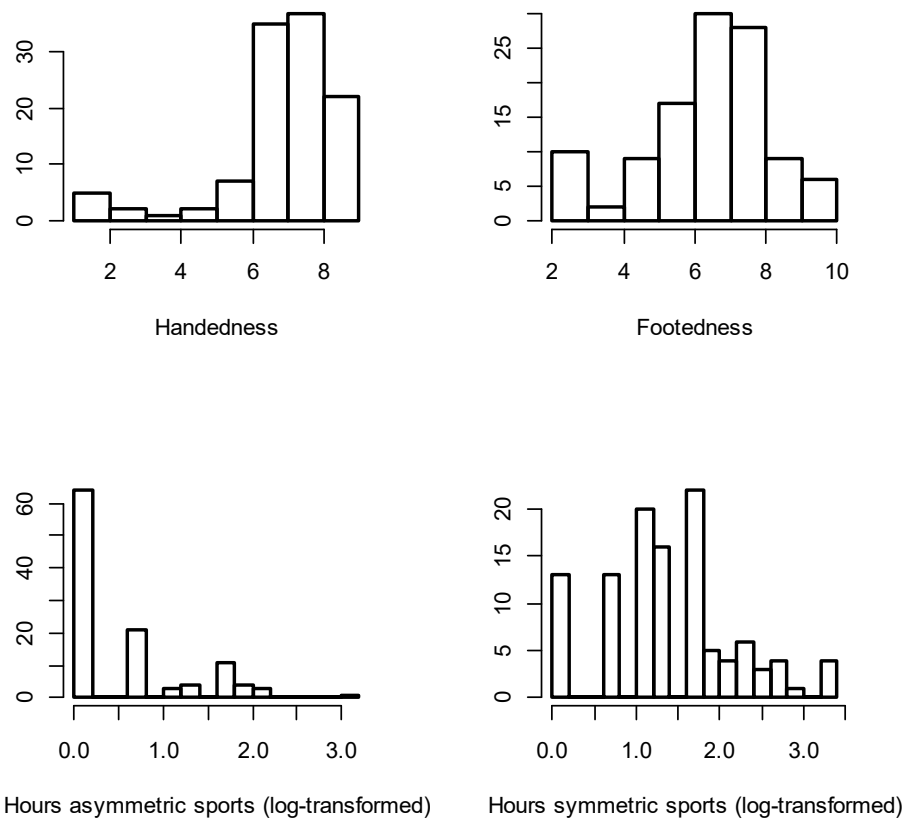 30
20
10
0
2 4 6 8
Handedness
25
15
5
0
2 4 6 8 10
Footedness
60
40
20
0
0.0 1.0 2.0 3.0
Hours asymmetric sports (log-transformed)
20
15
10
5
0
0.0 1.0 2.0 3.0
Hours symmetric sports (log-transformed)